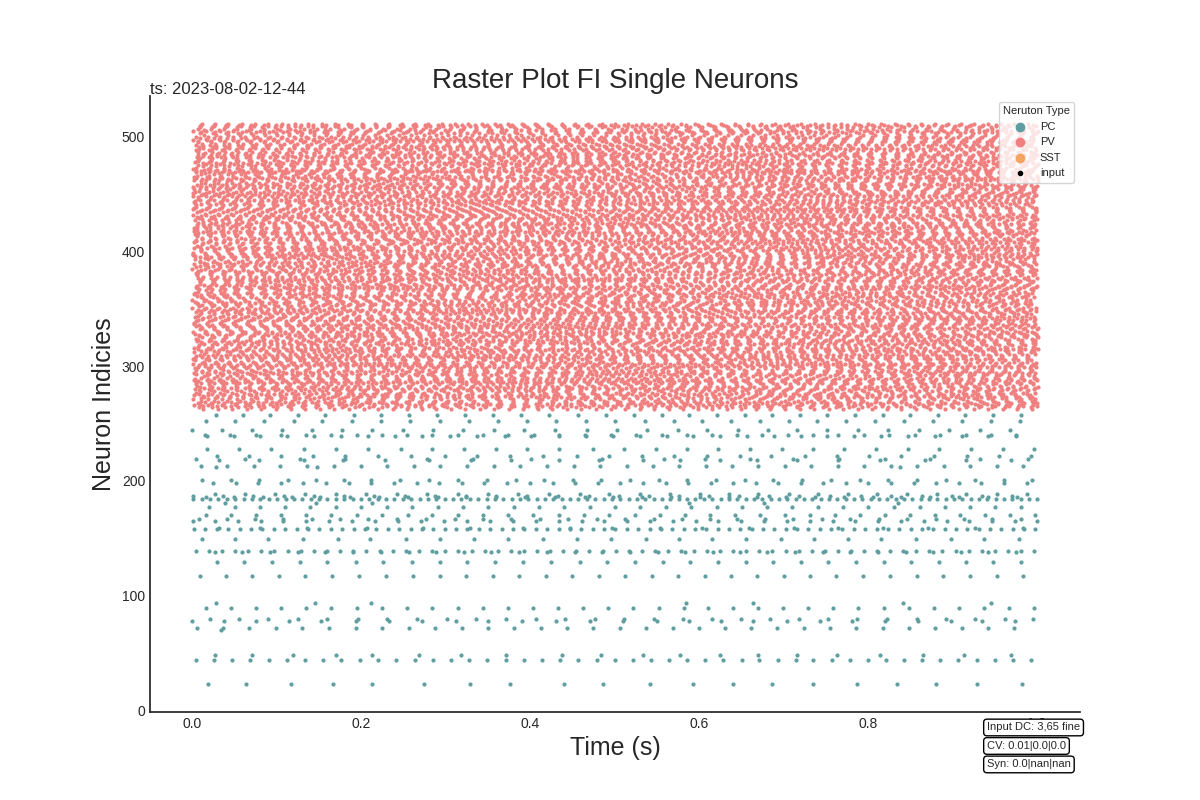 Raster Plot FI Single Neurons
ts: 2023-08-02-12-44
Neruton Type
PC
PV
SST
input
500
400
300
200
100
0
Neuron Indicies
0.0 0.2 0.4 0.6 0.8
Time (s)
Input DC: 3,65 fine
CV: 0.01|0.0|0.0
Syn: 0.0|nan|nan